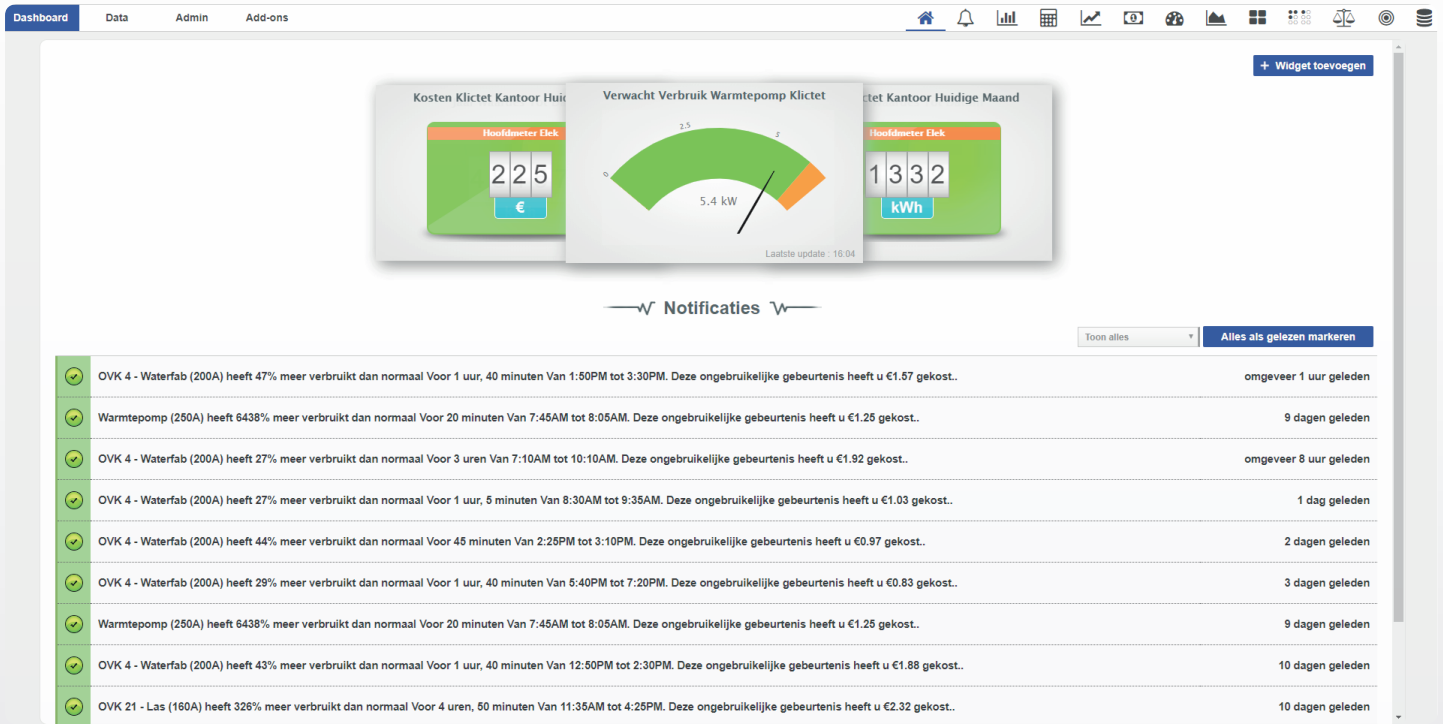 Dashboard Data Admin Add-ons
+ Widget toevoegen
Kosten Klictet Kantoor
Hoofdmeter Elek
225
€
Verwacht Verbruik Warmtepomp Klictet
0 2.5 5
5.4 kW
Laatste update : 16:04
Kantoor Huidige Maand
Hoofdmeter Elek
1332
kWh
Notificaties
Toon alles Alles als gelezen markeren
OVK 4 - Waterfab (200A) heeft 47% meer verbruikt dan normaal Voor 1 uur, 40 minuten Van 1:50PM tot 3:30PM. Deze ongebruikelijke gebeurtenis heeft u €1.57 gekost.. omgeveer 1 uur geleden
Warmtepomp (250A) heeft 6438% meer verbruikt dan normaal Voor 20 minuten Van 7:45AM tot 8:05AM. Deze ongebruikelijke gebeurtenis heeft u €1.25 gekost.. 9 dagen geleden
OVK 4 - Waterfab (200A) heeft 27% meer verbruikt dan normaal Voor 3 uren Van 7:10AM tot 10:10AM. Deze ongebruikelijke gebeurtenis heeft u €1.92 gekost.. omgeveer 8 uur geleden
OVK 4 - Waterfab (200A) heeft 27% meer verbruikt dan normaal Voor 1 uur, 5 minuten Van 8:30AM tot 9:35AM. Deze ongebruikelijke gebeurtenis heeft u €1.03 gekost.. 1 dag geleden
OVK 4 - Waterfab (200A) heeft 44% meer verbruikt dan normaal Voor 45 minuten Van 2:25PM tot 3:10PM. Deze ongebruikelijke gebeurtenis heeft u €0.97 gekost.. 2 dagen geleden
OVK 4 - Waterfab (200A) heeft 29% meer verbruikt dan normaal Voor 1 uur, 40 minuten Van 5:40PM tot 7:20PM. Deze ongebruikelijke gebeurtenis heeft u €0.83 gekost.. 3 dagen geleden
Warmtepomp (250A) heeft 6438% meer verbruikt dan normaal Voor 20 minuten Van 7:45AM tot 8:05AM. Deze ongebruikelijke gebeurtenis heeft u €1.25 gekost.. 9 dagen geleden
OVK 4 - Waterfab (200A) heeft 43% meer verbruikt dan normaal Voor 1 uur, 40 minuten Van 12:50PM tot 2:30PM. Deze ongebruikelijke gebeurtenis heeft u €1.88 gekost.. 10 dagen geleden
OVK 21 - Las (160A) heeft 326% meer verbruikt dan normaal Voor 4 uren, 50 minuten Van 11:35AM tot 4:25PM. Deze ongebruikelijke gebeurtenis heeft u €2.32 gekost.. 10 dagen geleden